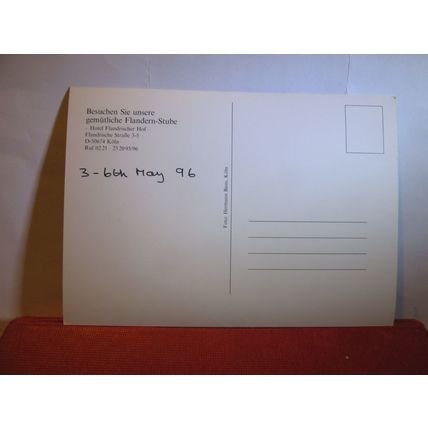 Besuchen Sie unsere
gemütliche Flandern-Stube
- Hotel Flandrischer Hof -
Flandrische Straße 3-5
D-50674 Köln
Ruf 02 21 - 25 20 95/96
3-6th May 96
Foto: Hermann Buss, Köln